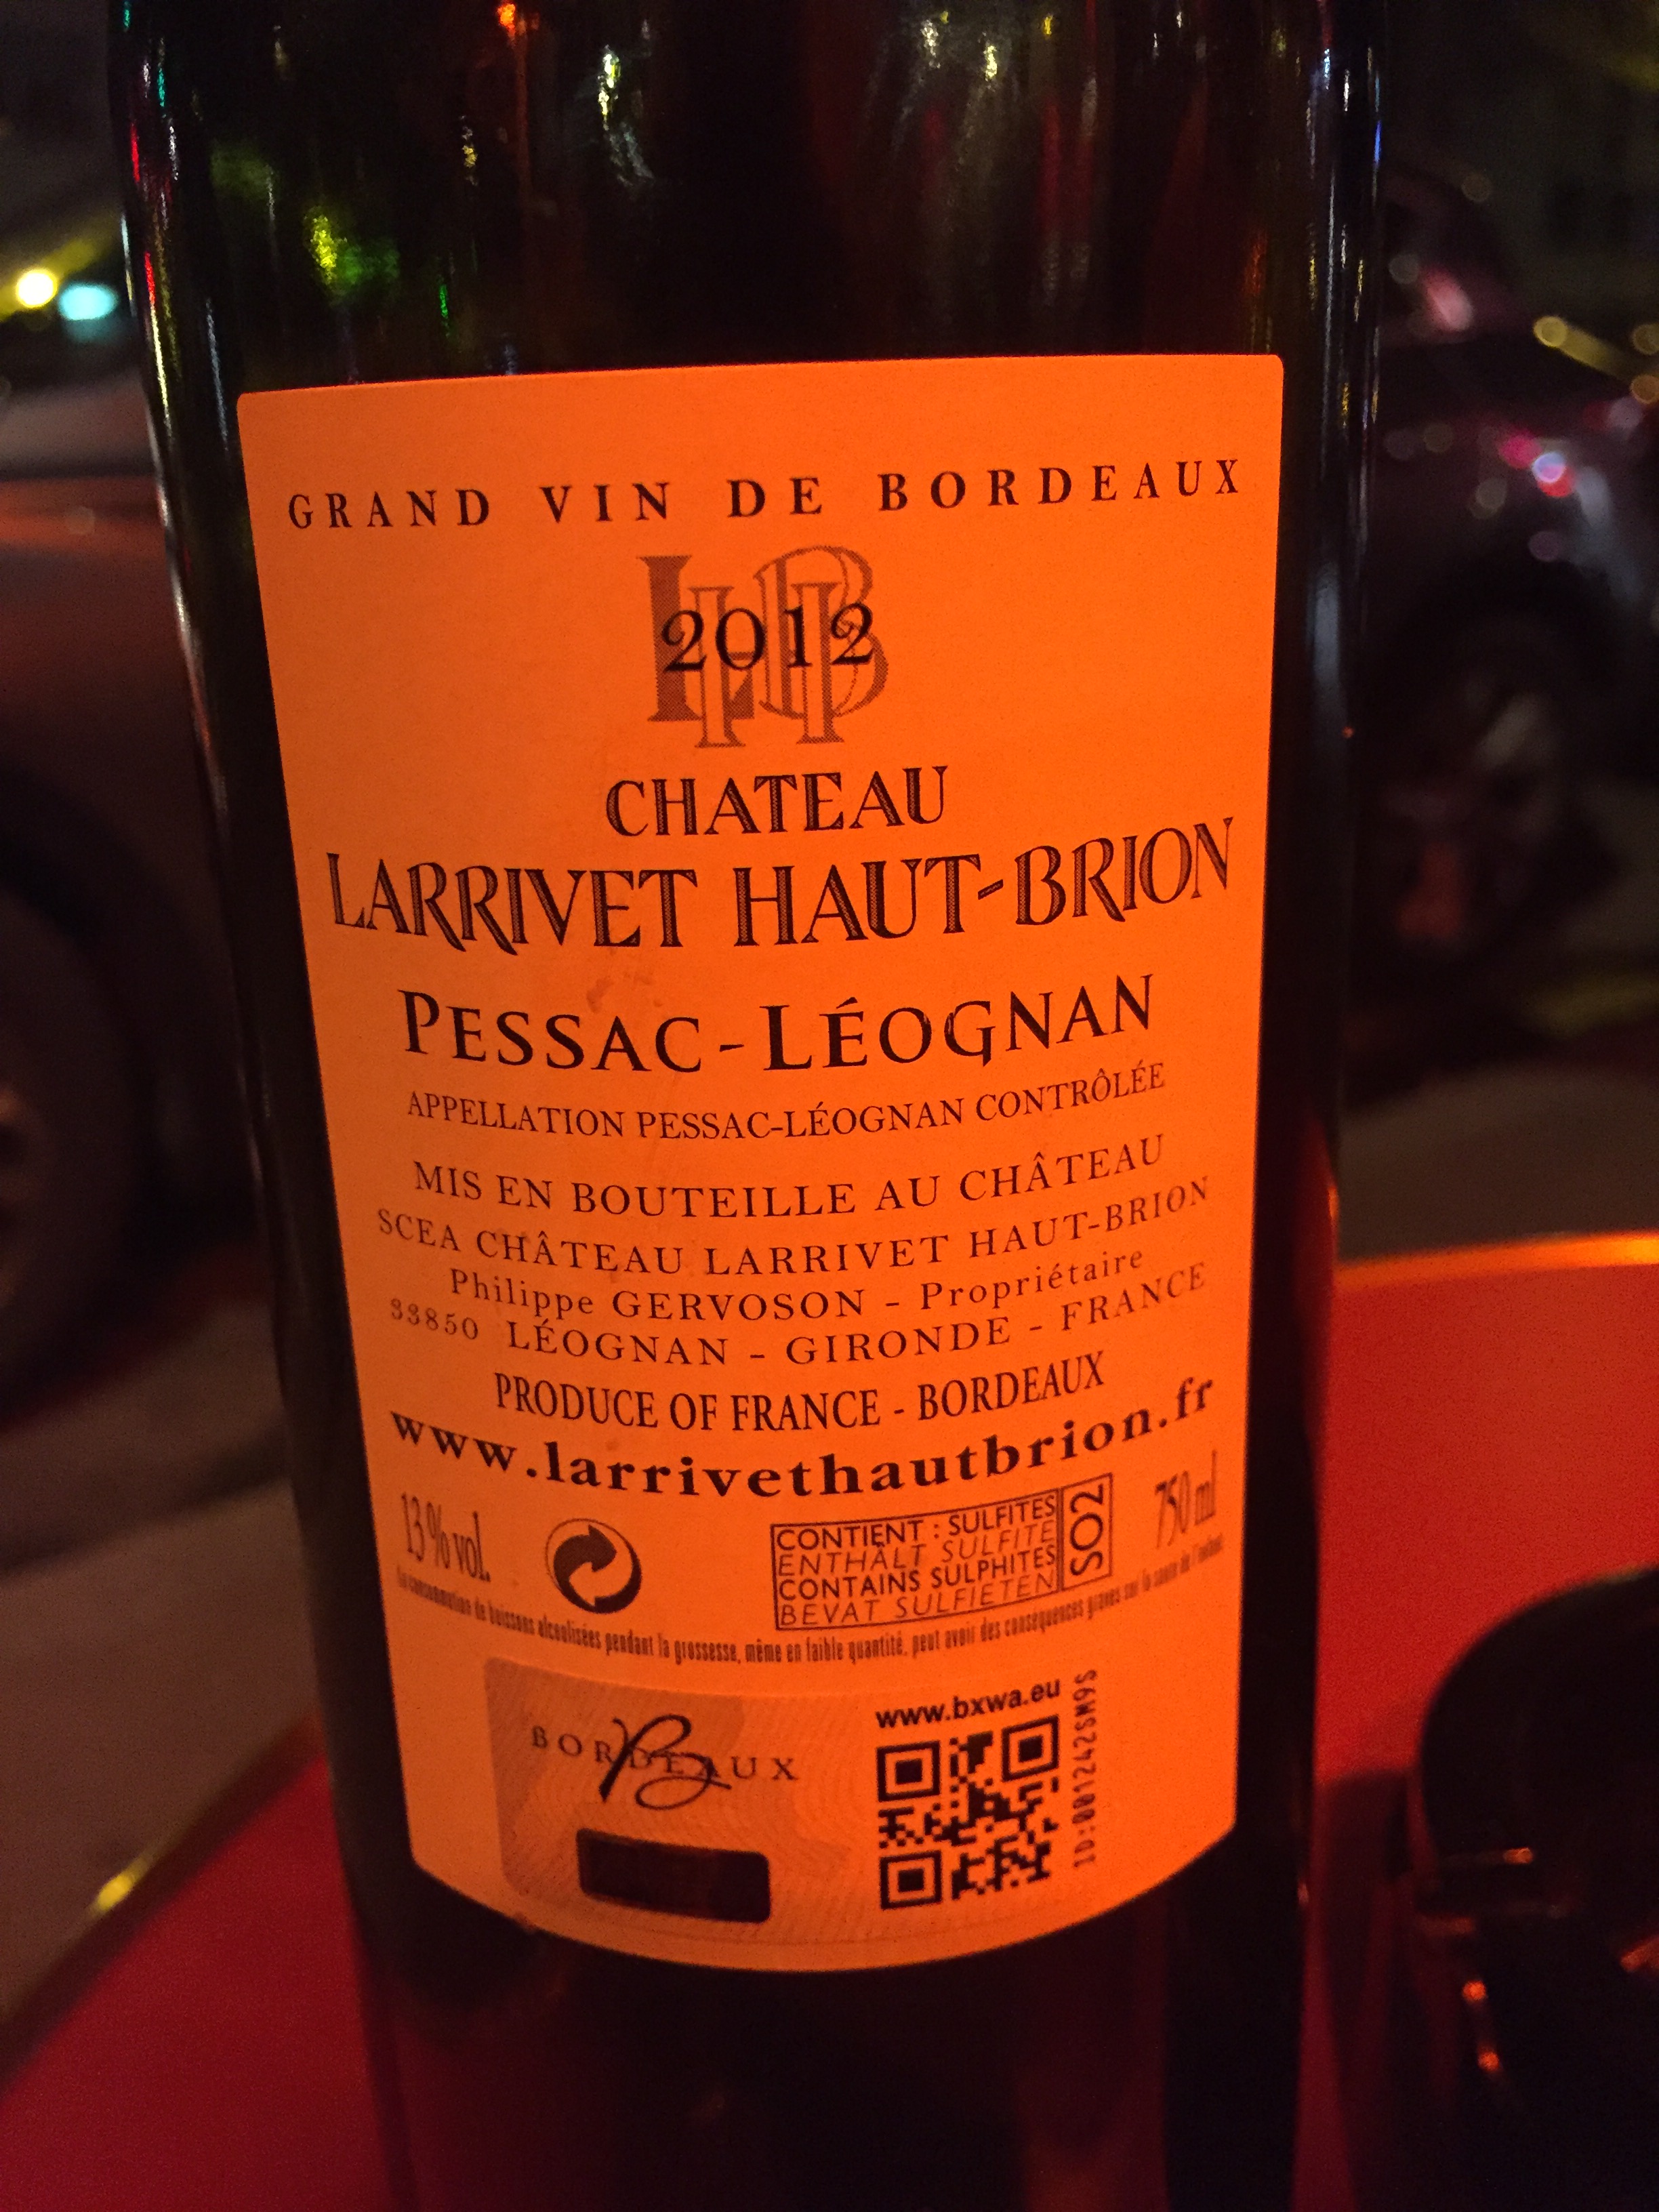 GRAND VIN DE BORDEAUX
LHB
2012
CHATEAU
LARRIVET HAUT-BRION
PESSAC-LÉOGNAN
APPELLATION PESSAC-LÉOGNAN CONTRÔLÉE
MIS EN BOUTEILLE AU CHÂTEAU
SCEA CHÂTEAU LARRIVET HAUT-BRION
Philippe GERVOSON - Propriétaire
33850 LÉOGNAN - GIRONDE - FRANCE
PRODUCE OF FRANCE - BORDEAUX
www.larrivethautbrion.fr
13 % vol.
CONTIENT : SULFITES
ENTHÄLT SULFITE
CONTAINS SULPHITES
BEVAT SULFIETEN
SO2
750 ml
La consommation de boissons alcoolisées pendant la grossesse, même en faible quantité, peut avoir des conséquences graves sur la santé de l'enfant.
B
BORDEAUX
www.bxwa.eu
ID:001242SM9S